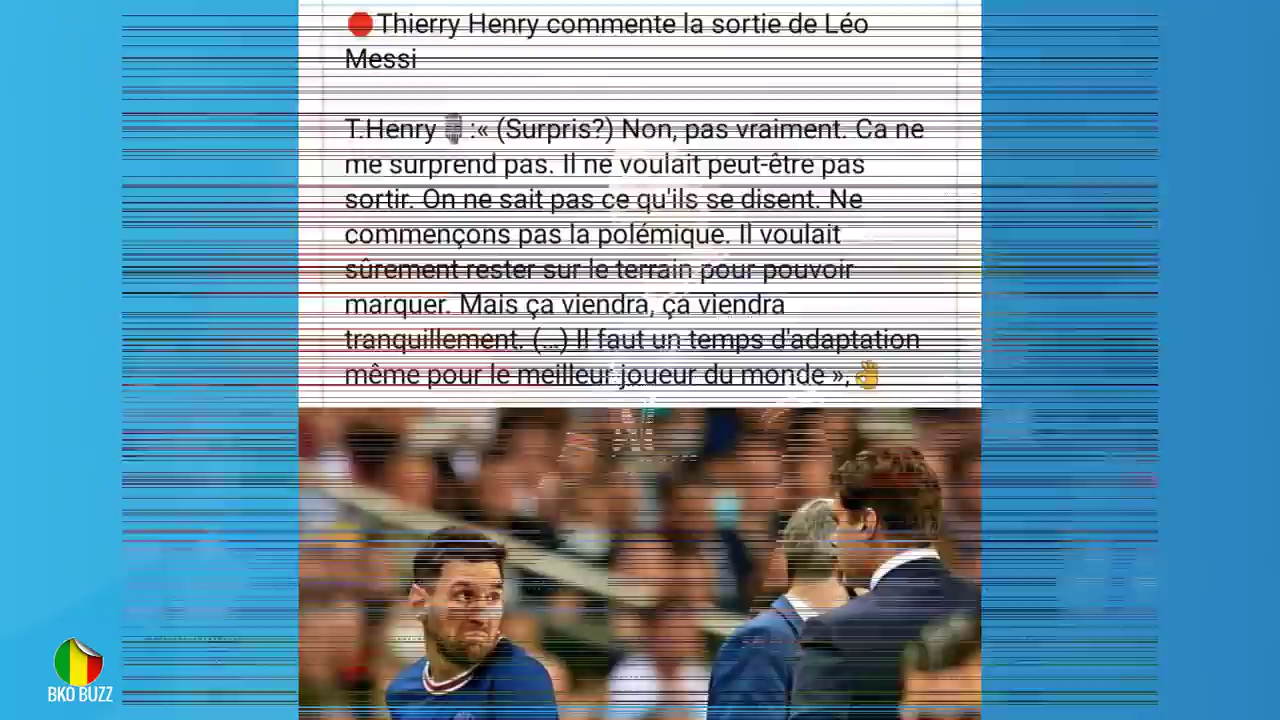 🔴Thierry Henry commente la sortie de Léo
Messi
T.Henry 🎙:« (Surpris?) Non, pas vraiment. Ca ne
me surprend pas. Il ne voulait peut-être pas
sortir. On ne sait pas ce qu'ils se disent. Ne
commençons pas la polémique. Il voulait
sûrement rester sur le terrain pour pouvoir
marquer. Mais ça viendra, ça viendra
tranquillement. (...) Il faut un temps d'adaptation
même pour le meilleur joueur du monde »,👌
BKO BUZZ